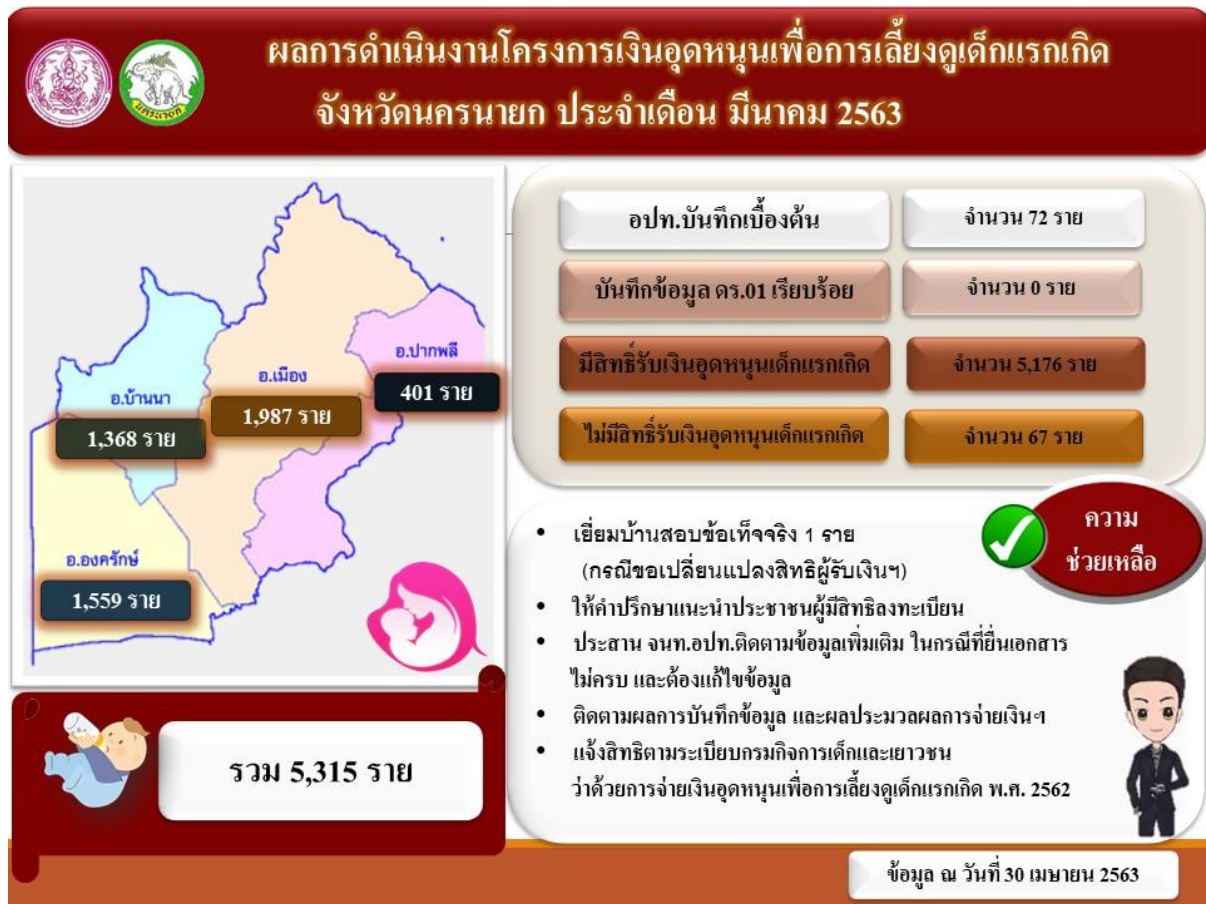 ผลการดำเนินงานโครงการเงินอุดหนุนเพื่อการเลี้ยงดูเด็กแรกเกิด
จังหวัดนครนายก ประจำเดือน มีนาคม 2563
นครนายก
อ.ปากพลี
401 ราย
อ.เมือง
1,987 ราย
อ.บ้านนา
1,368 ราย
อ.องครักษ์
1,559 ราย
รวม 5,315 ราย
อปท.บันทึกเบื้องต้น
จำนวน 72 ราย
บันทึกข้อมูล ดร.01 เรียบร้อย
จำนวน 0 ราย
มีสิทธิ์รับเงินอุดหนุนเด็กแรกเกิด
จำนวน 5,176 ราย
ไม่มีสิทธิ์รับเงินอุดหนุนเด็กแรกเกิด
จำนวน 67 ราย
ความ
ช่วยเหลือ
• เยี่ยมบ้านสอบข้อเท็จจริง 1 ราย
(กรณีขอเปลี่ยนแปลงสิทธิผู้รับเงินฯ)
• ให้คำปรึกษาแนะนำประชาชนผู้มีสิทธิลงทะเบียน
• ประสาน จนท.อปท.ติดตามข้อมูลเพิ่มเติม ในกรณีที่ยื่นเอกสาร
ไม่ครบ และต้องแก้ไขข้อมูล
• ติดตามผลการบันทึกข้อมูล และผลประมวลผลการจ่ายเงินฯ
• แจ้งสิทธิตามระเบียบกรมกิจการเด็กและเยาวชน
ว่าด้วยการจ่ายเงินอุดหนุนเพื่อการเลี้ยงดูเด็กแรกเกิด พ.ศ. 2562
ข้อมูล ณ วันที่ 30 เมษายน 2563